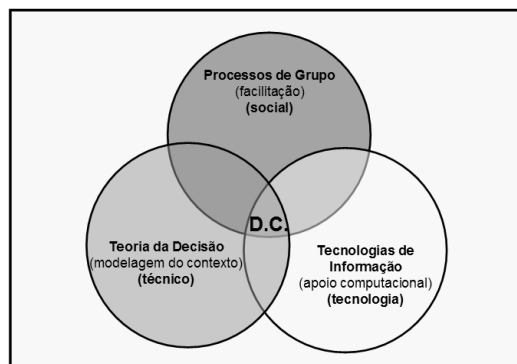 Processos de Grupo
(facilitação)
(social)
D.C.
Teoria da Decisão
(modelagem do contexto)
(técnico)
Tecnologias de
Informação
(apoio computacional)
(tecnologia)